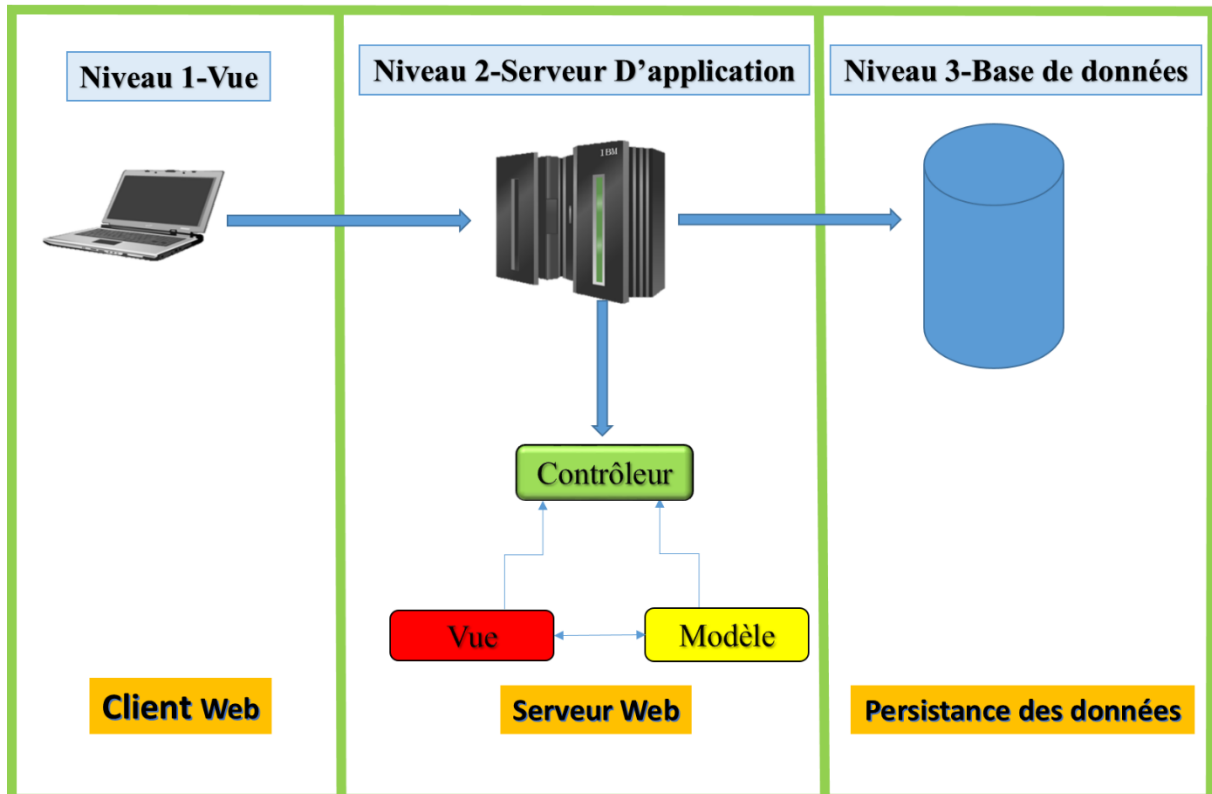 Niveau 1-Vue
Niveau 2-Serveur D’application
Niveau 3-Base de données
IBM
Contrôleur
Vue
Modèle
Client Web
Serveur Web
Persistance des données